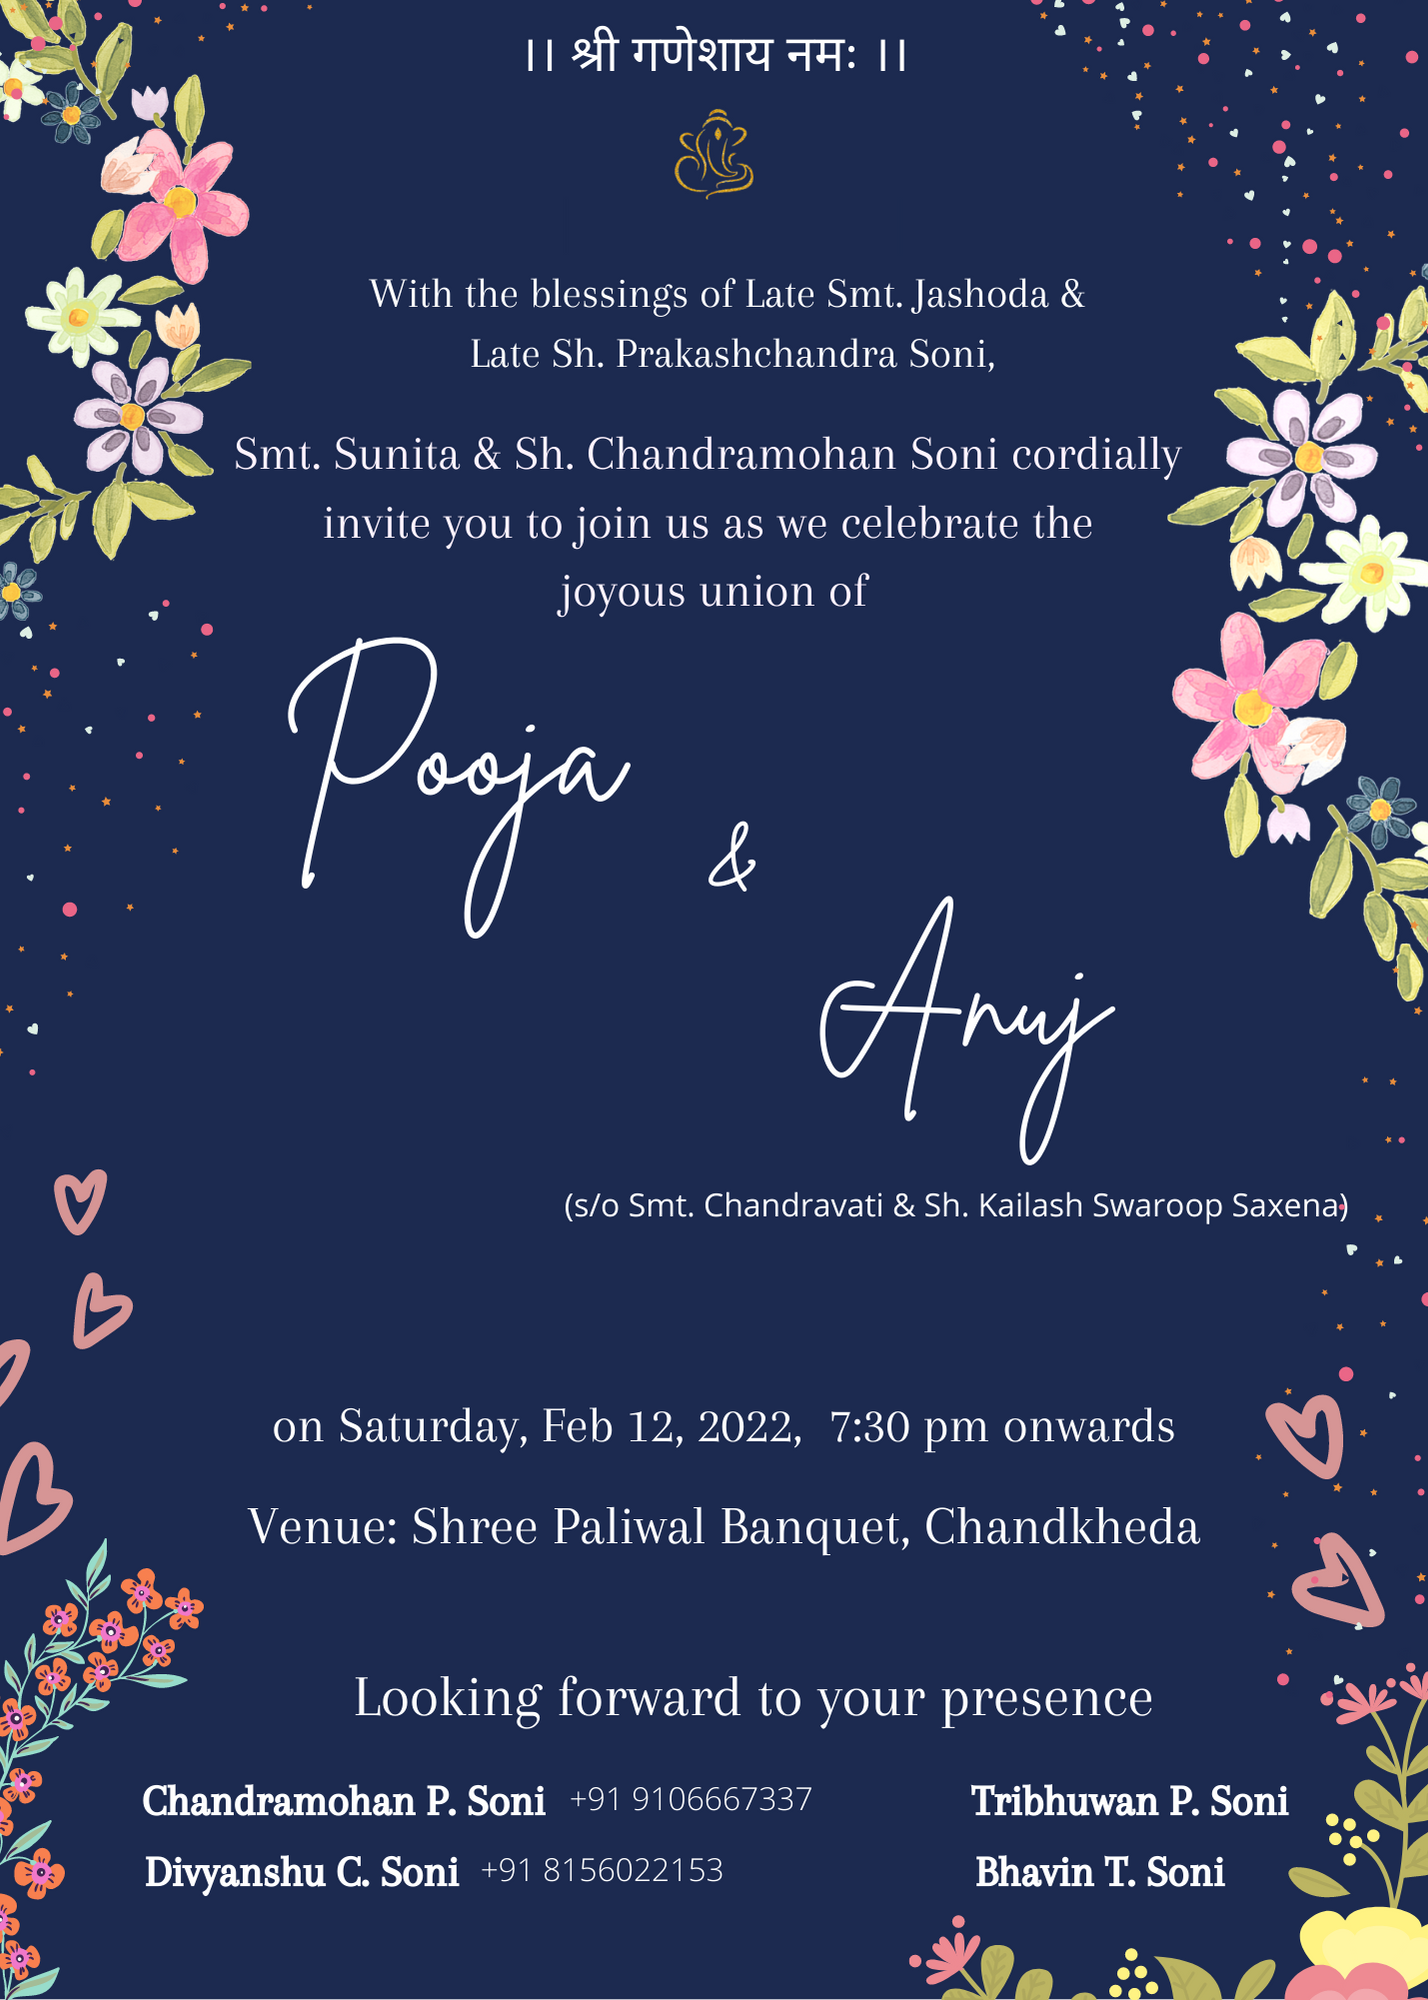 ।। श्री गणेशाय नमः ।।
With the blessings of Late Smt. Jashoda &
Late Sh. Prakashchandra Soni,
Smt. Sunita & Sh. Chandramohan Soni cordially
invite you to join us as we celebrate the
joyous union of
Pooja
&
Anuj
(s/o Smt. Chandravati & Sh. Kailash Swaroop Saxena)
on Saturday, Feb 12, 2022, 7:30 pm onwards
Venue: Shree Paliwal Banquet, Chandkheda
Looking forward to your presence
Chandramohan P. Soni +91 9106667337 Tribhuwan P. Soni
Divyanshu C. Soni +91 8156022153 Bhavin T. Soni